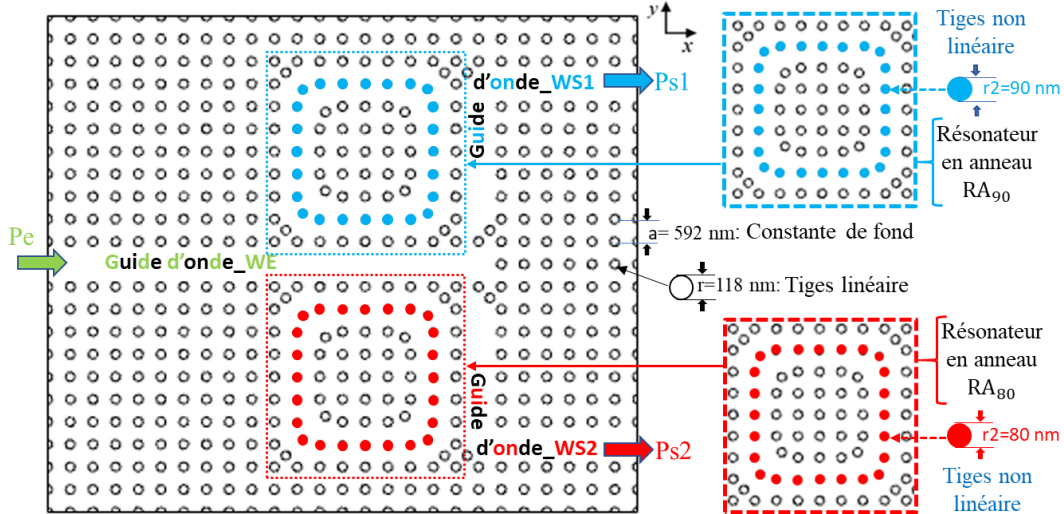 y
x
Pe
Guide d'onde_WE
Guide
d'onde_WS1
Ps1
Guide
d'onde_WS2
Ps2
a= 592 nm: Constante de fond
r=118 nm: Tiges linéaire
Tiges non
linéaire
r2=90 nm
Résonateur
en anneau
RA90
Résonateur
en anneau
RA80
r2=80 nm
Tiges non
linéaire